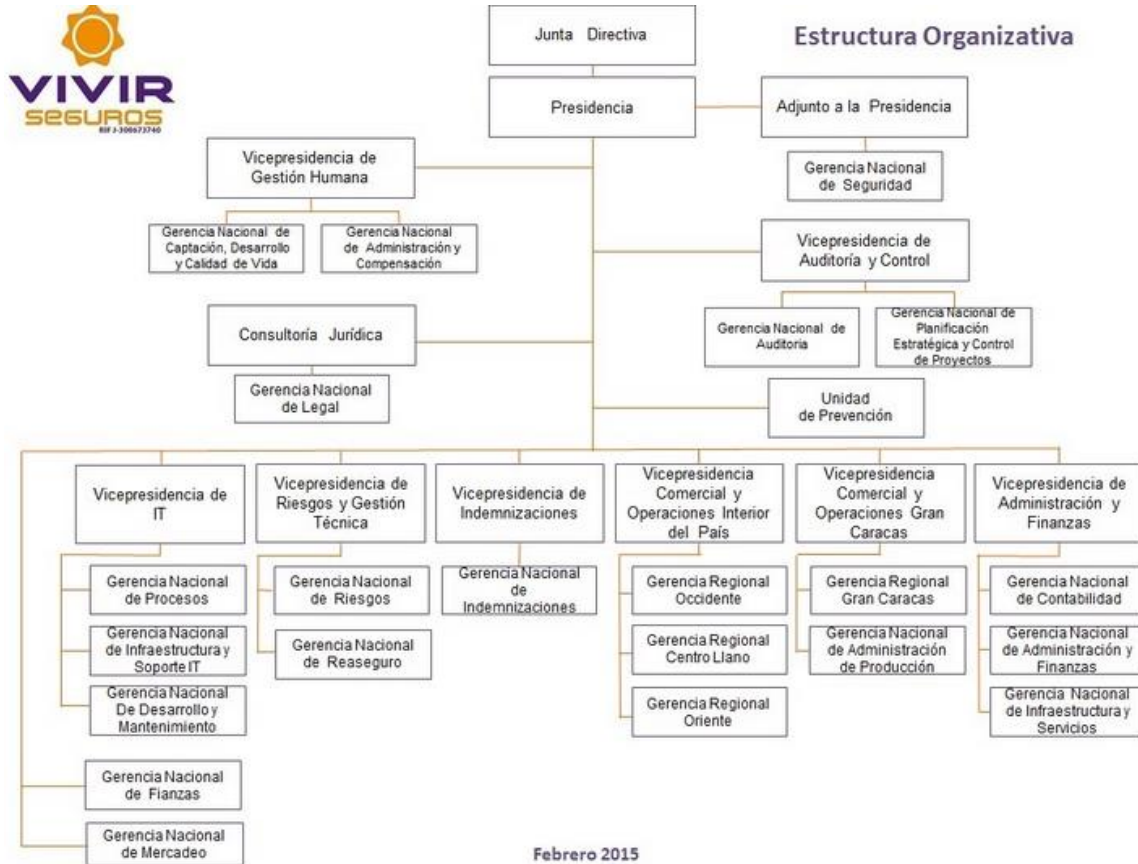 VIVIR
SEGUROS
RIF J-300673740
Estructura Organizativa
Junta Directiva
Presidencia
Adjunto a la Presidencia
Gerencia Nacional
de Seguridad
Vicepresidencia de
Gestión Humana
Gerencia Nacional de
Captación, Desarrollo
y Calidad de Vida
Gerencia Nacional
de Administración y
Compensación
Vicepresidencia de
Auditoría y Control
Gerencia Nacional de
Auditoria
Gerencia Nacional de
Planificación
Estratégica y Control
de Proyectos
Consultoría Jurídica
Gerencia Nacional
de Legal
Unidad
de Prevención
Vicepresidencia de
IT
Vicepresidencia de
Riesgos y Gestión
Técnica
Vicepresidencia de
Indemnizaciones
Vicepresidencia
Comercial y
Operaciones Interior
del País
Vicepresidencia
Comercial y
Operaciones Gran
Caracas
Vicepresidencia de
Administración y
Finanzas
Gerencia Nacional
de Procesos
Gerencia Nacional
de Infraestructura y
Soporte IT
Gerencia Nacional
De Desarrollo y
Mantenimiento
Gerencia Nacional
de Riesgos
Gerencia Nacional
de Reaseguro
Gerencia Nacional
de
Indemnizaciones
Gerencia Regional
Occidente
Gerencia Regional
Centro Llano
Gerencia Regional
Oriente
Gerencia Regional
Gran Caracas
Gerencia Nacional
de Administración
de Producción
Gerencia Nacional
de Contabilidad
Gerencia Nacional
de Administración y
Finanzas
Gerencia Nacional
de Infraestructura y
Servicios
Gerencia Nacional
de Fianzas
Gerencia Nacional
de Mercadeo
Febrero 2015